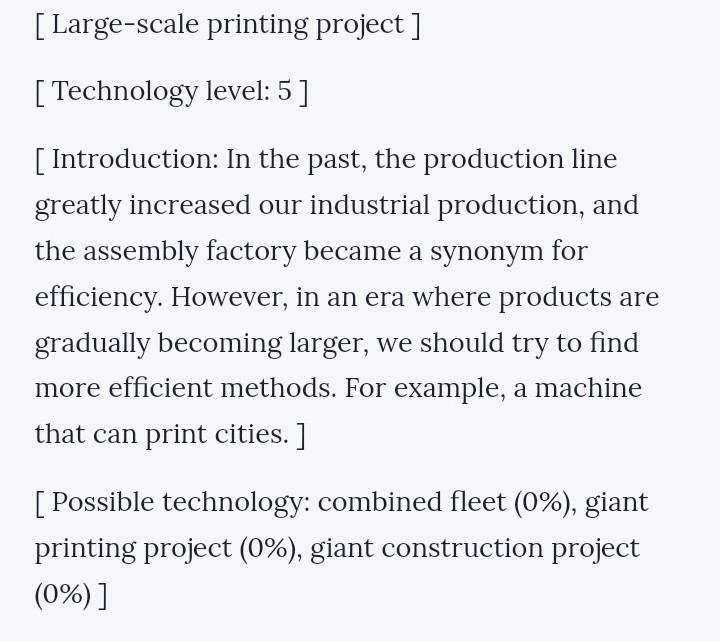 [ Large-scale printing project ]
[ Technology level: 5 ]
[ Introduction: In the past, the production line
greatly increased our industrial production, and
the assembly factory became a synonym for
efficiency. However, in an era where products are
gradually becoming larger, we should try to find
more efficient methods. For example, a machine
that can print cities. ]
[ Possible technology: combined fleet (0%), giant
printing project (0%), giant construction project
(0%) ]